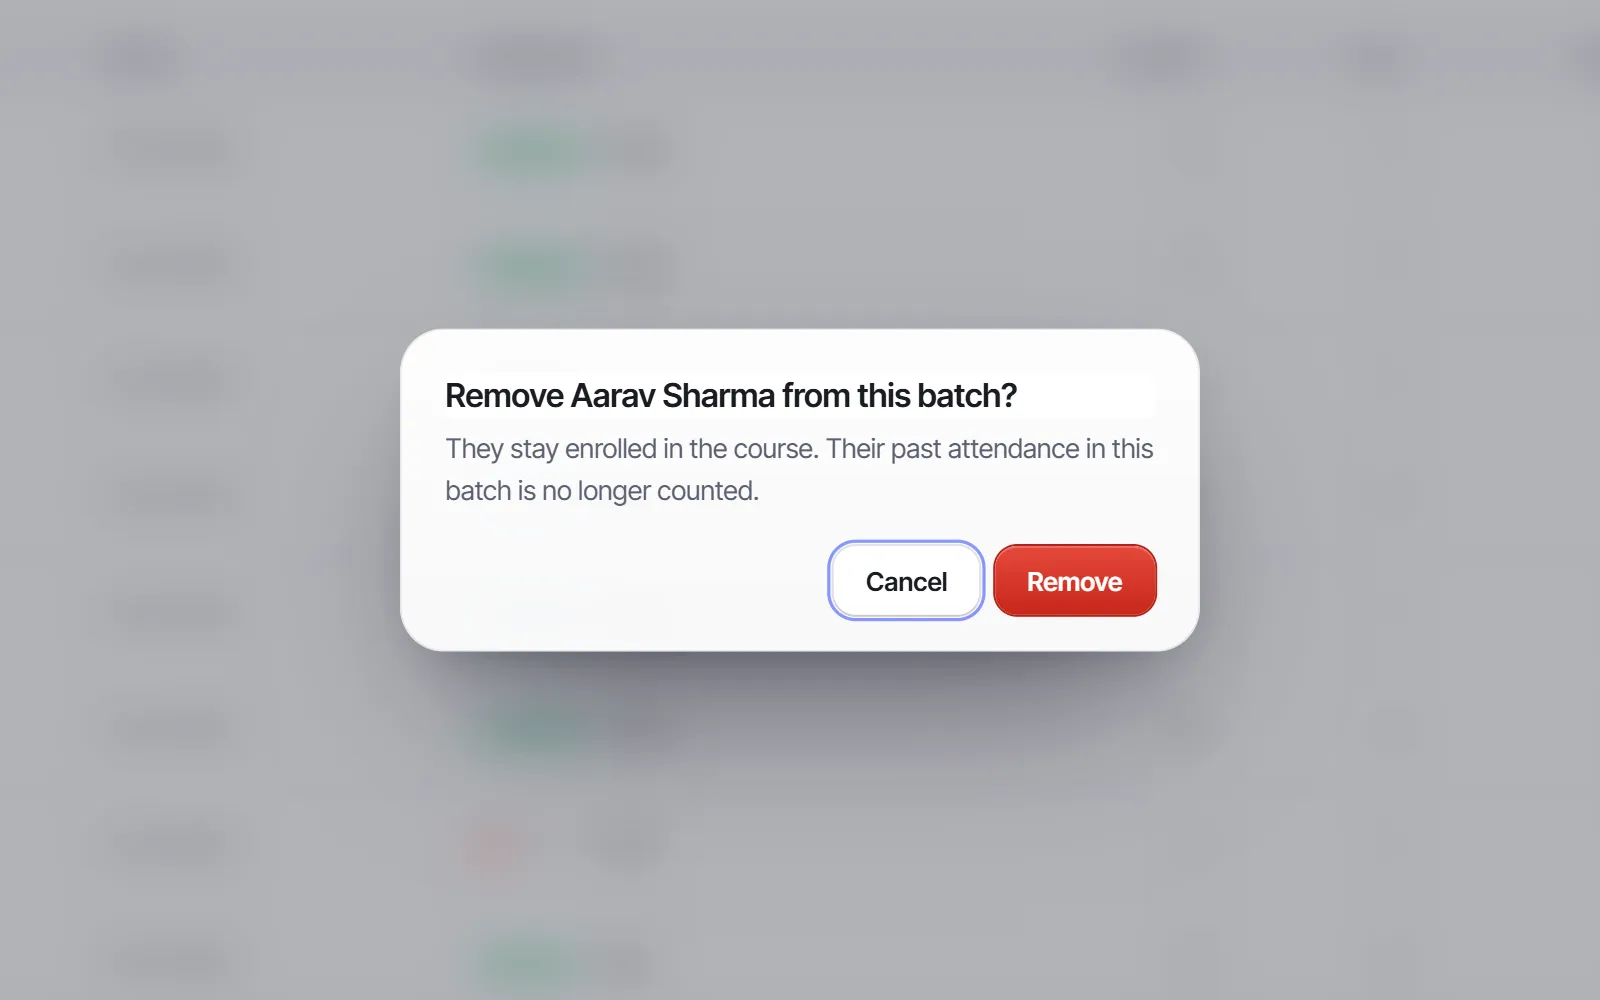 Remove Aarav Sharma from this batch?
They stay enrolled in the course. Their past attendance in this
batch is no longer counted.
Cancel
Remove